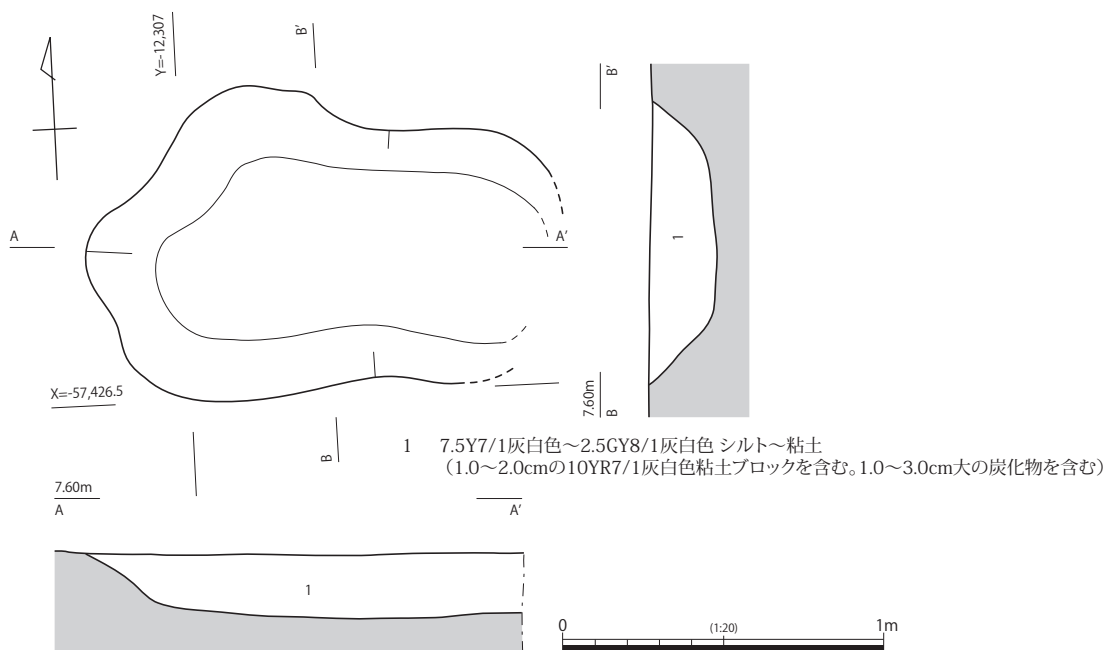 Y=-12,307
B'
A
A'
X=-57,426.5
B
B'
1
7.60m
B
1 7.5Y7/1灰白色～2.5GY8/1灰白色 シルト～粘土
（1.0～2.0cmの10YR7/1灰白色粘土ブロックを含む。1.0～3.0cm大の炭化物を含む）
7.60m
A
A'
1
0 (1:20) 1m